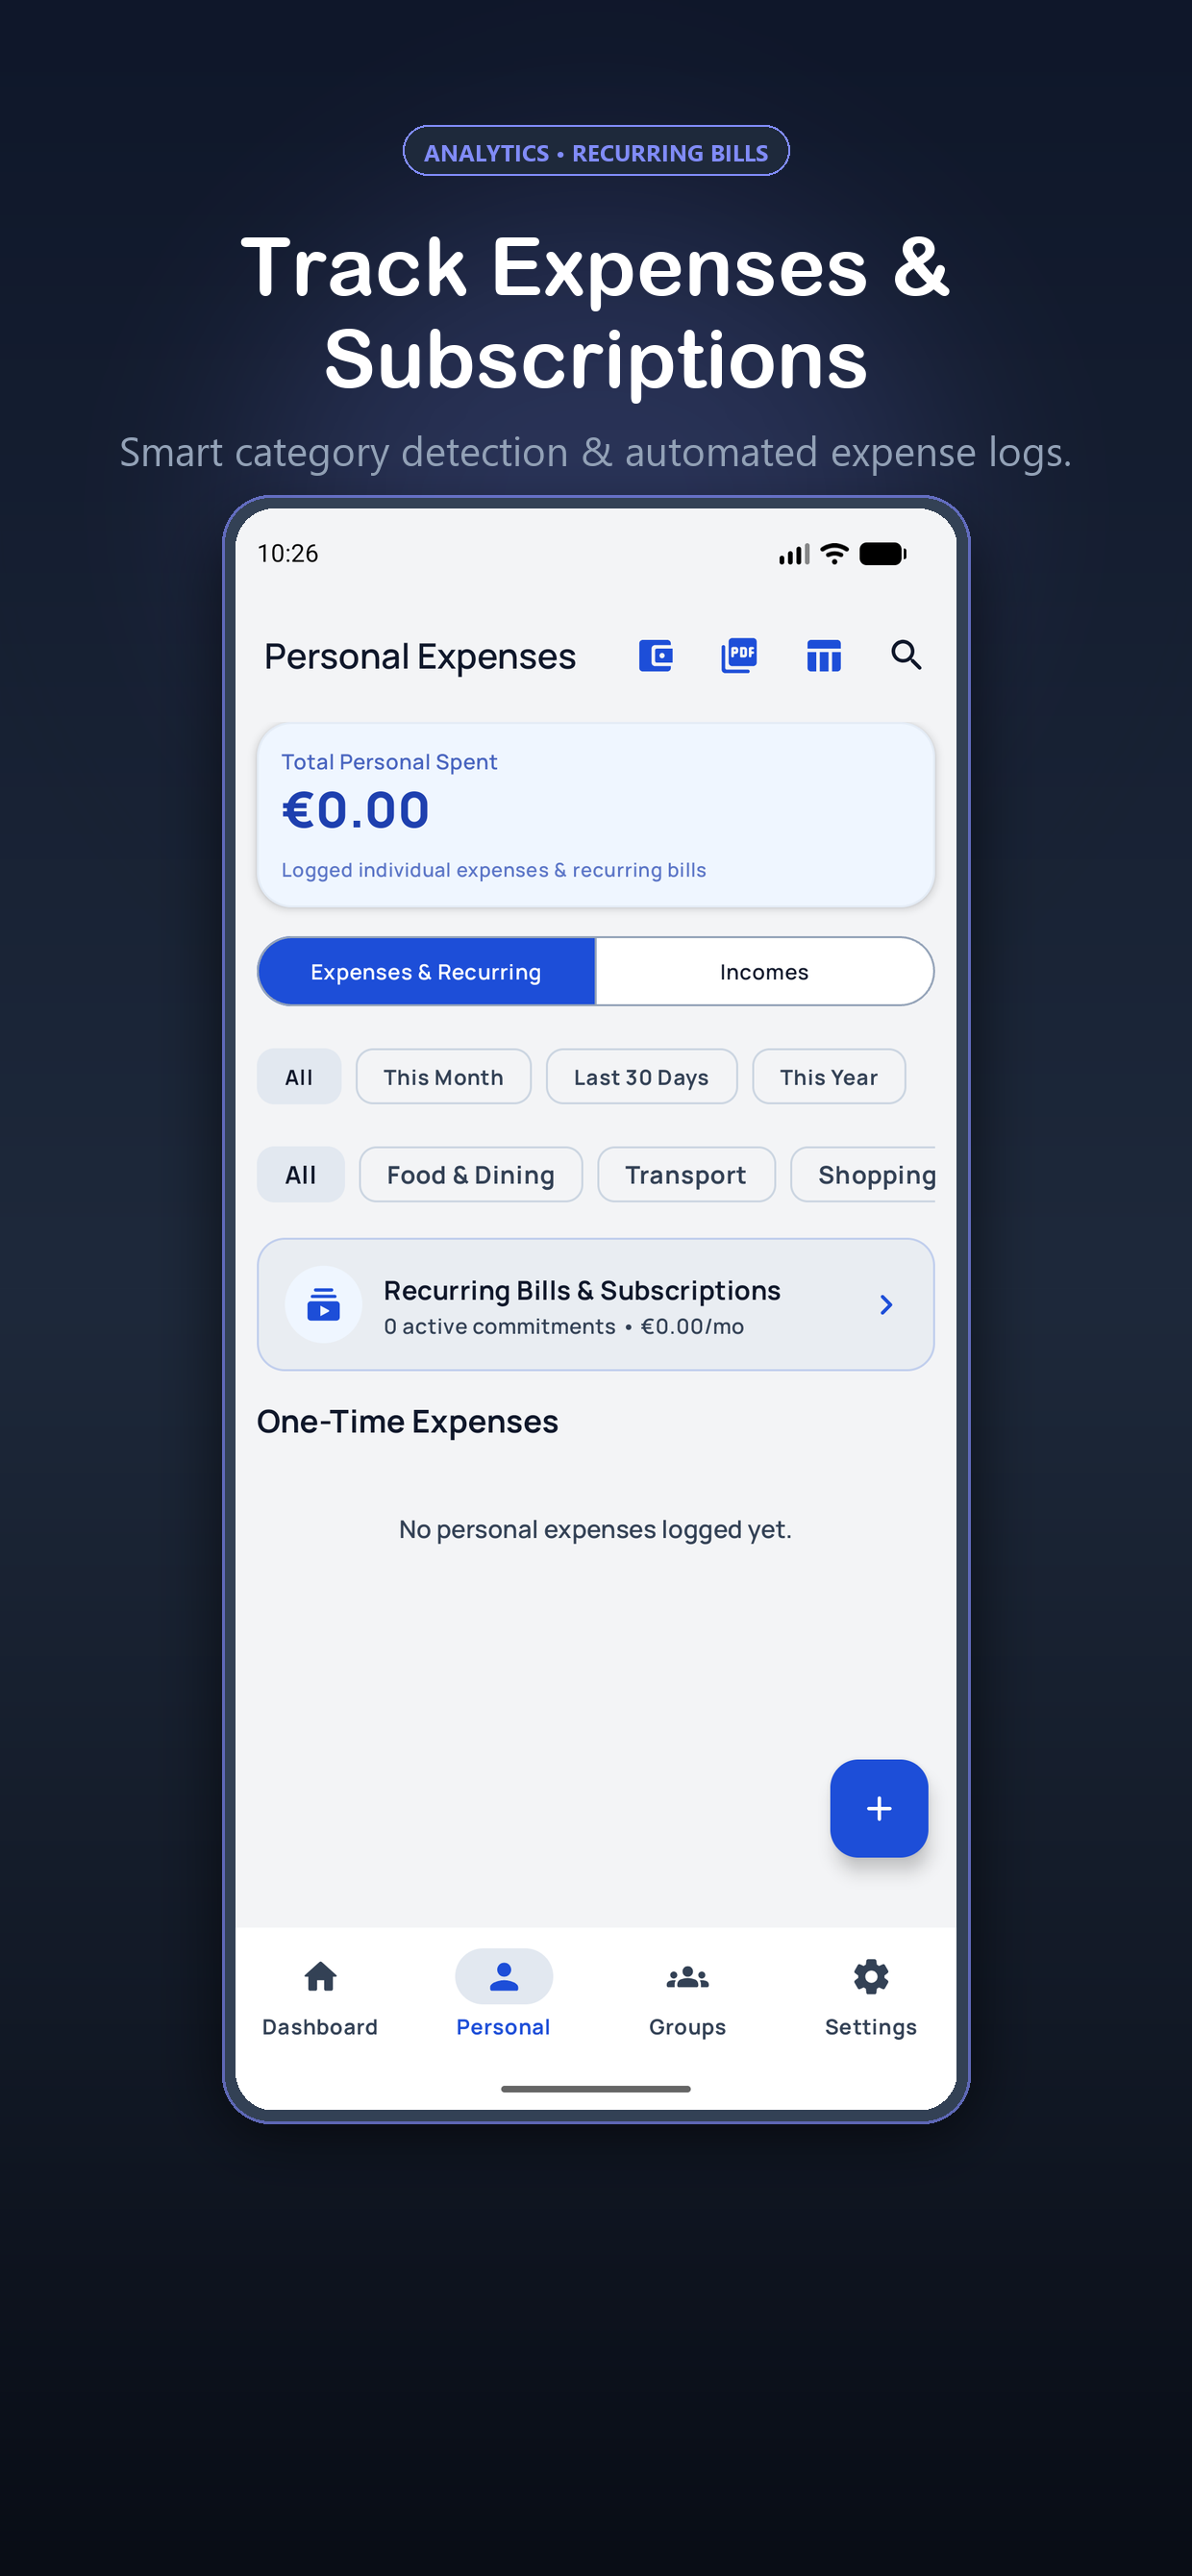 ANALYTICS • RECURRING BILLS
Track Expenses &
Subscriptions
Smart category detection & automated expense logs.
10:26
Personal Expenses
PDF
Total Personal Spent
€0.00
Logged individual expenses & recurring bills
Expenses & Recurring
Incomes
All
This Month
Last 30 Days
This Year
All
Food & Dining
Transport
Shopping
Recurring Bills & Subscriptions
0 active commitments • €0.00/mo
One-Time Expenses
No personal expenses logged yet.
+
Dashboard
Personal
Groups
Settings